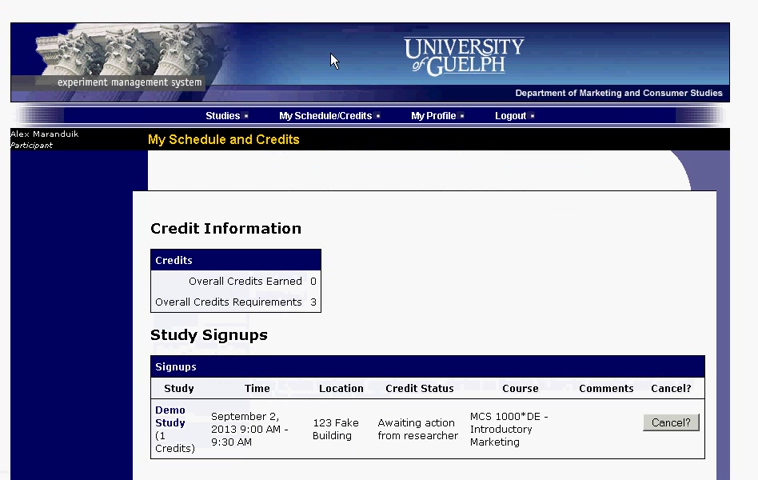 UNIVERSITY
of GUELPH
experiment management system
Department of Marketing and Consumer Studies
Studies My Schedule/Credits My Profile Logout
Alex Maranduik
Participant
My Schedule and Credits
Credit Information
Credits
Overall Credits Earned 0
Overall Credits Requirements 3
Study Signups
Signups
Study Time Location Credit Status Course Comments Cancel?
Demo
Study
(1
Credits)
September 2,
2013 9:00 AM -
9:30 AM
123 Fake
Building
Awaiting action
from researcher
MCS 1000*DE -
Introductory
Marketing
Cancel?